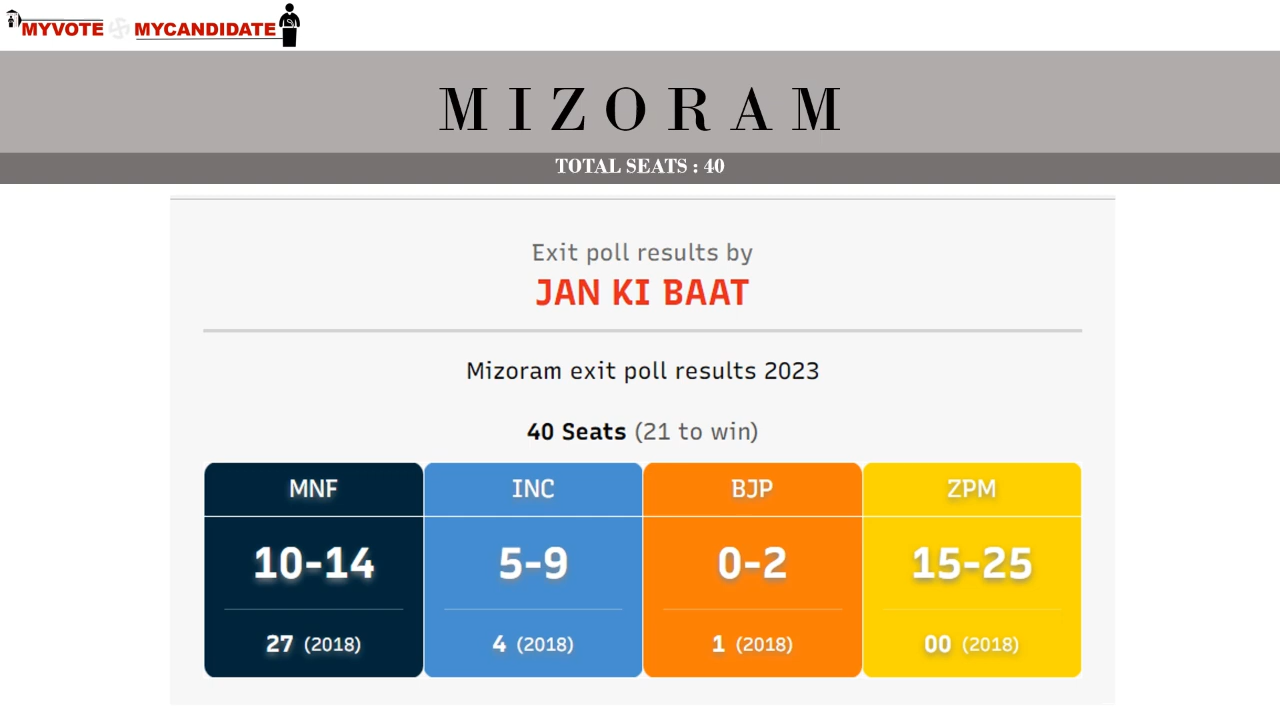 MYVOTE MYCANDIDATE
MIZORAM
TOTAL SEATS : 40
Exit poll results by
JAN KI BAAT
Mizoram exit poll results 2023
40 Seats (21 to win)
MNF INC BJP ZPM
10-14 5-9 0-2 15-25
27 (2018) 4 (2018) 1 (2018) 00 (2018)